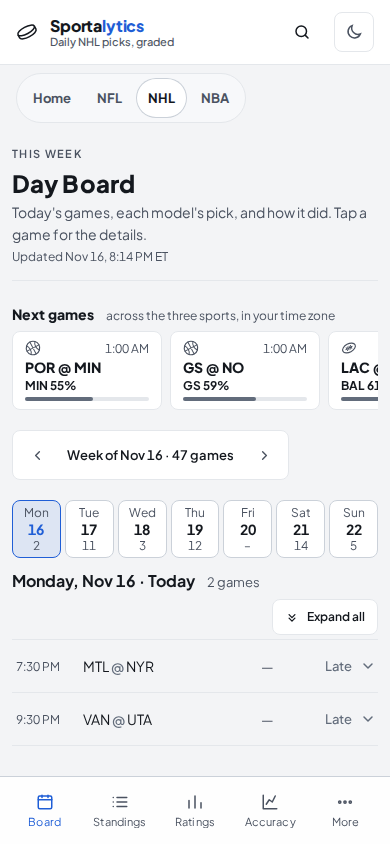 Sportalytics
Daily NHL picks, graded
Home NFL NHL NBA
THIS WEEK
Day Board
Today's games, each model's pick, and how it did. Tap a
game for the details.
Updated Nov 16, 8:14 PM ET
Next games across the three sports, in your time zone
1:00 AM
POR @ MIN
MIN 55%
1:00 AM
GS @ NO
GS 59%
LAC @
BAL 61
Week of Nov 16 · 47 games
Mon 16 2
Tue 17 11
Wed 18 3
Thu 19 12
Fri 20 –
Sat 21 14
Sun 22 5
Monday, Nov 16 · Today 2 games
Expand all
7:30 PM MTL @ NYR — Late
9:30 PM VAN @ UTA — Late
Board Standings Ratings Accuracy More